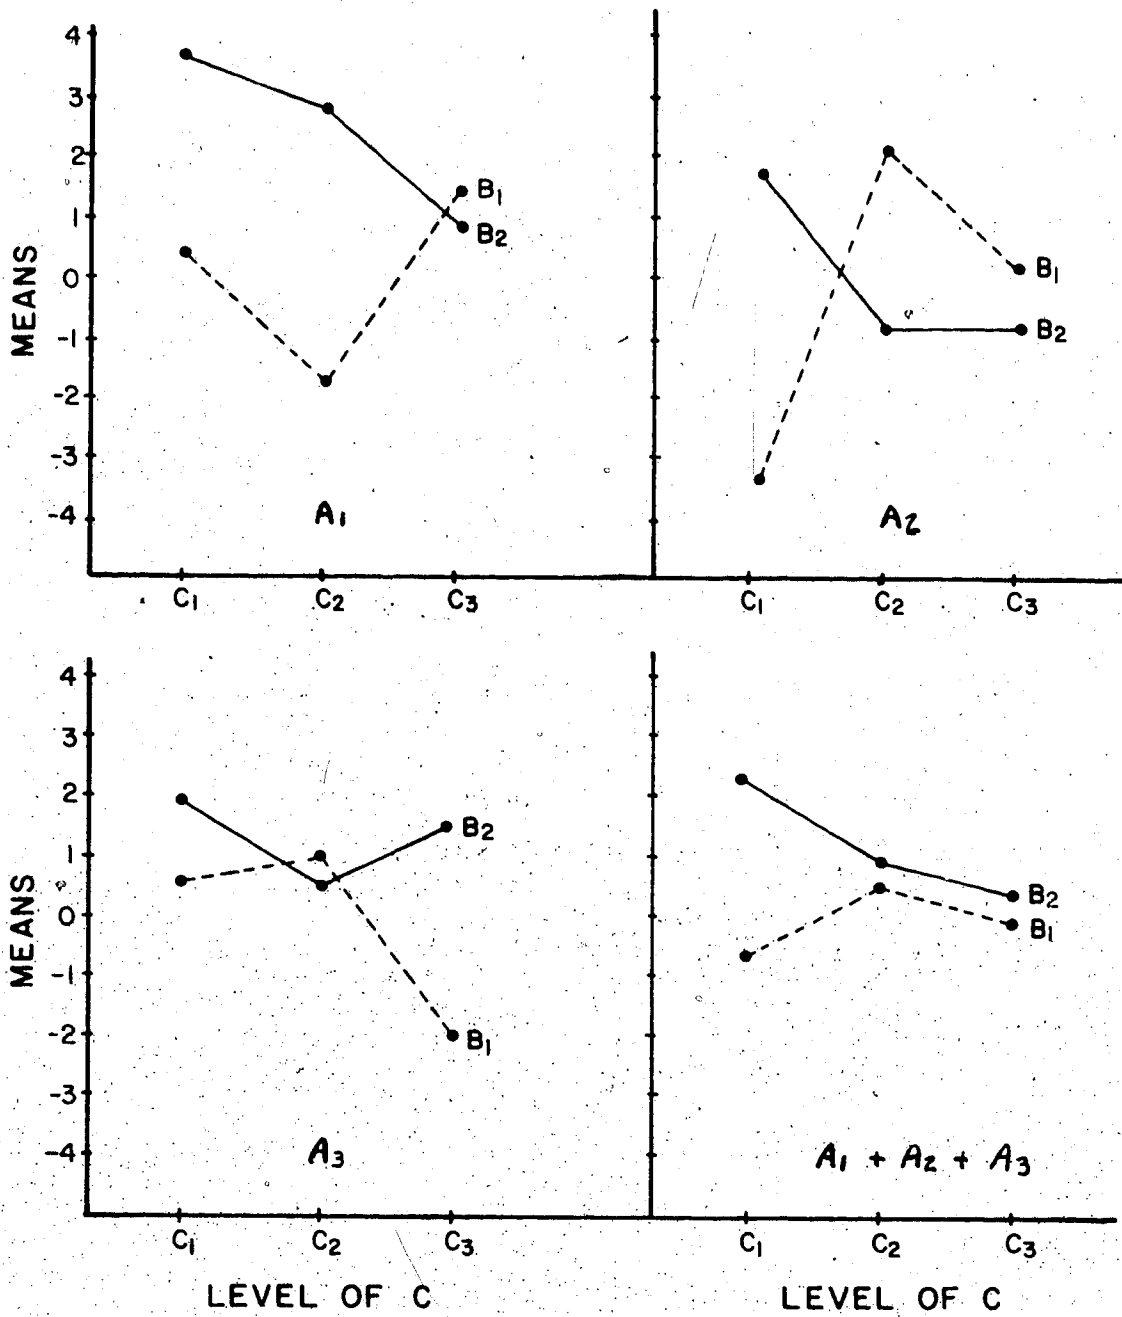 4
3
2
1
0
-1
-2
-3
-4
MEANS
B1
B2
A1
C1 C2 C3
B1
B2
A2
C1 C2 C3
4
3
2
1
0
-1
-2
-3
-4
MEANS
B2
B1
A3
C1 C2 C3
LEVEL OF C
B2
B1
A1 + A2 + A3
C1 C2 C3
LEVEL OF C